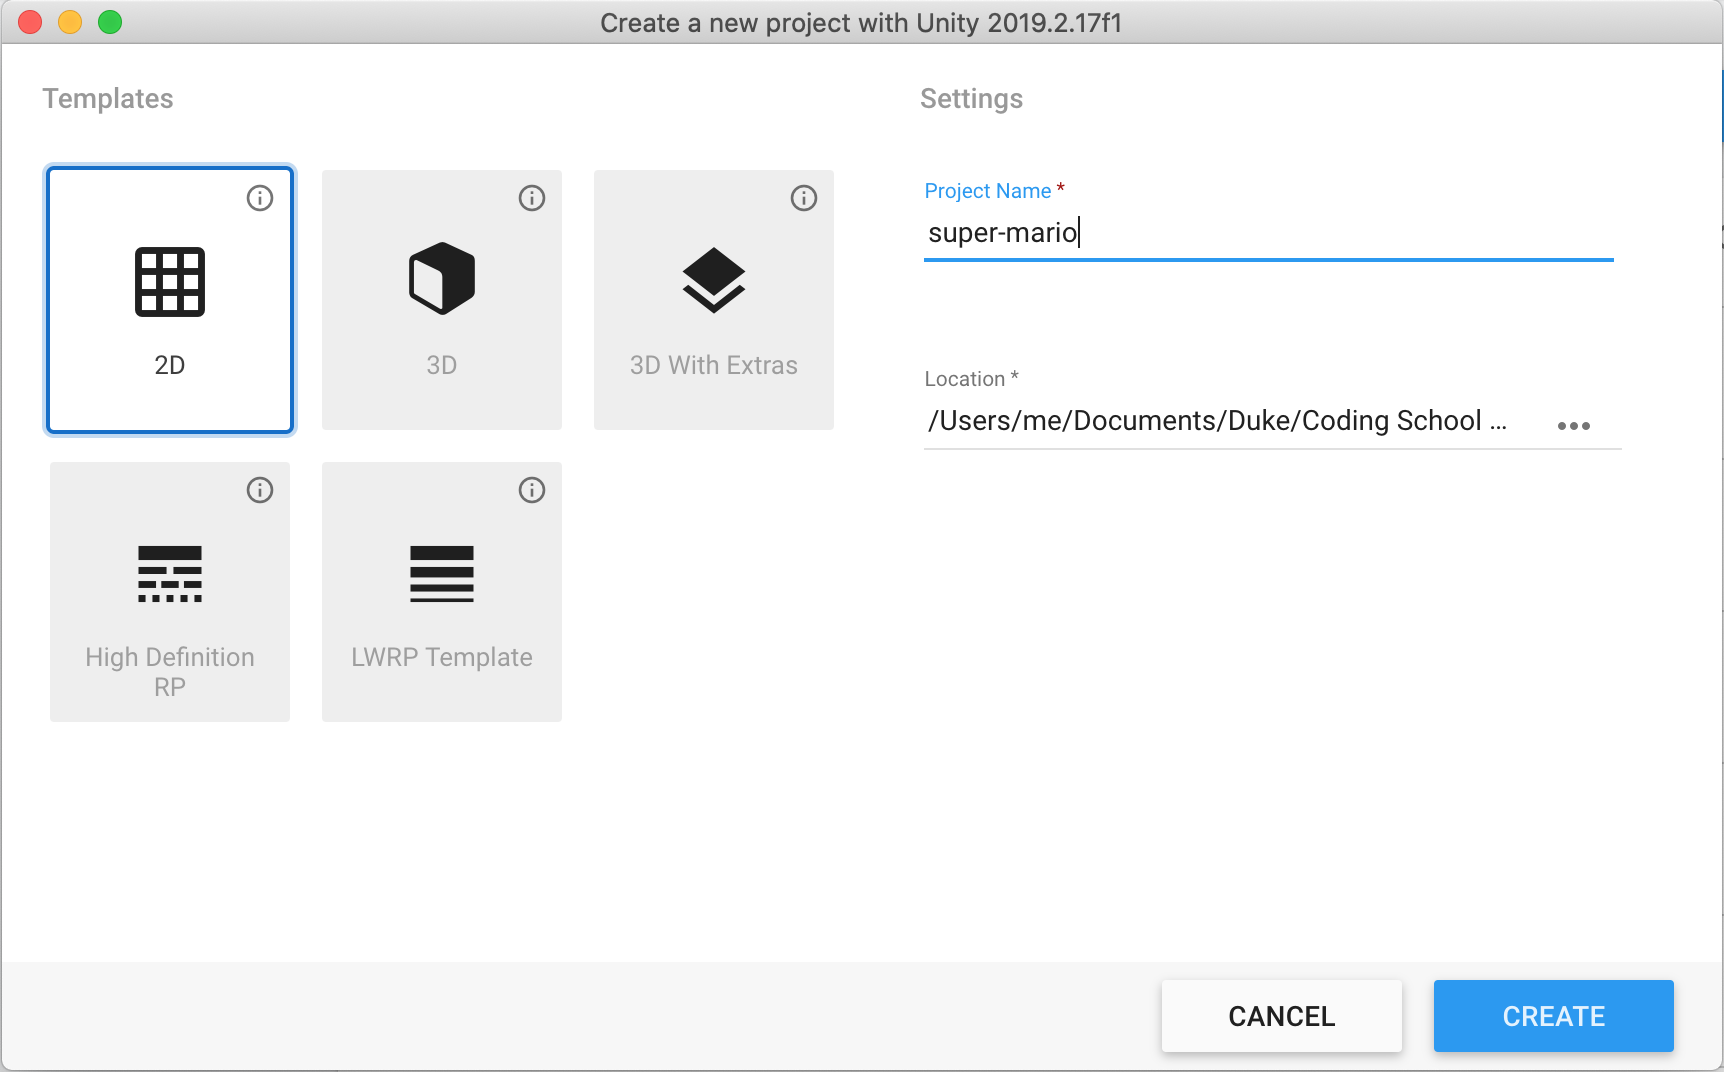 Create a new project with Unity 2019.2.17f1
Templates
Settings
2D
3D
3D With Extras
High Definition
RP
LWRP Template
Project Name *
super-mario
Location *
/Users/me/Documents/Duke/Coding School ...
CANCEL
CREATE